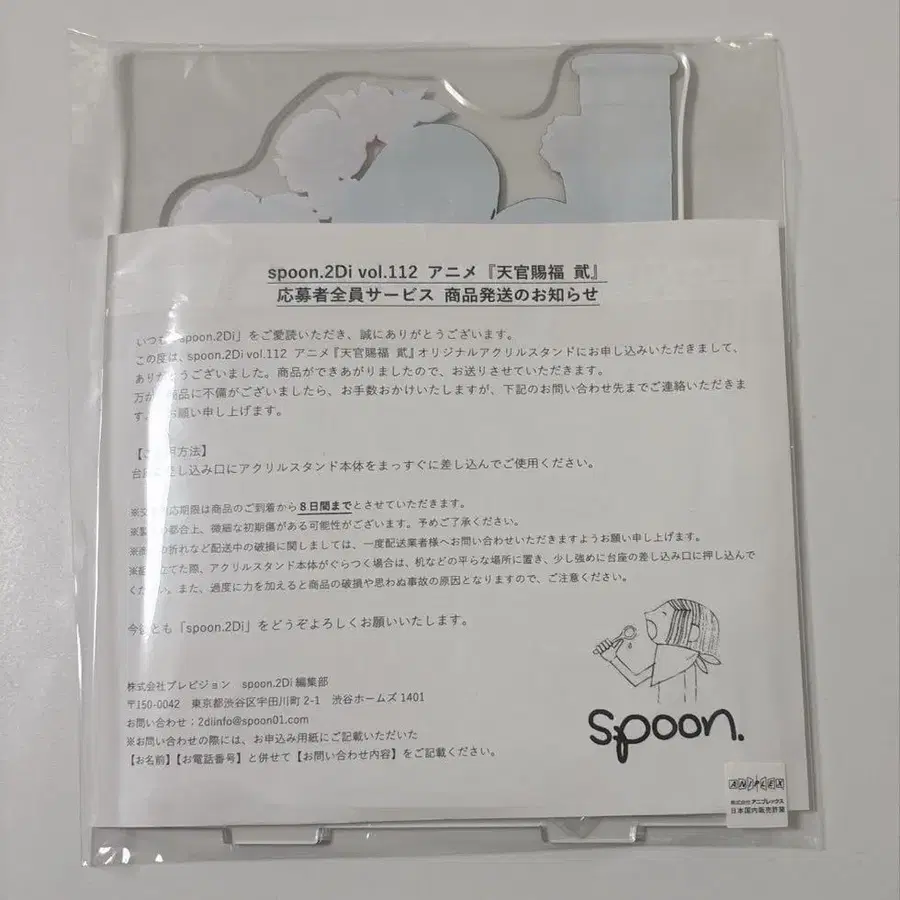 spoon.2Di vol.112 アニメ『天官賜福 貮』
応募者全員サービス 商品発送のお知らせ
いつも「spoon.2Di」をご愛読いただき、誠にありがとうございます。
この度は、spoon.2Di vol.112 アニメ『天官賜福 貮』オリジナルアクリルスタンドにお申し込みいただきまして、
ありがとうございました。商品ができあがりましたので、お送りさせていただきます。
万が 商品に不備がございましたら、お手数おかけいたしますが、下記のお問い合わせ先までご連絡いただきま
す お願い申し上げます。
【ご 用方法】
台座 差し込み口にアクリルスタンド本体をまっすぐに差し込んでご使用ください。
※交 応期限は商品のご到着から8日間までとさせていただきます。
※製 の都合上、微細な初期傷がある可能性がございます。予めご了承ください。
※商 の折れなど配送中の破損に関しましては、一度配送業者様へお問い合わせいただきますようお願い申し上げます。
※組 立てた際、アクリルスタンド本体がぐらつく場合は、机などの平らな場所に置き、少し強めに台座の差し込み口に押し込んで
く さい。また、過度に力を加えると商品の破損や思わぬ事故の原因となりますので、ご注意ください。
今後とも「spoon.2Di」をどうぞよろしくお願いいたします。
株式会社プレビジョン spoon.2Di 編集部
〒150-0042 東京都渋谷区宇田川町 2-1 渋谷ホームズ 1401
お問い合わせ：2diinfo@spoon01.com
※お問い合わせの際には、お申込み用紙にご記載いただいた
【お名前】【お電話番号】と併せて【お問い合わせ内容】をご記載ください。
spoon.
ANIPLEX
株式会社アニプレックス
日本国内販売許諾